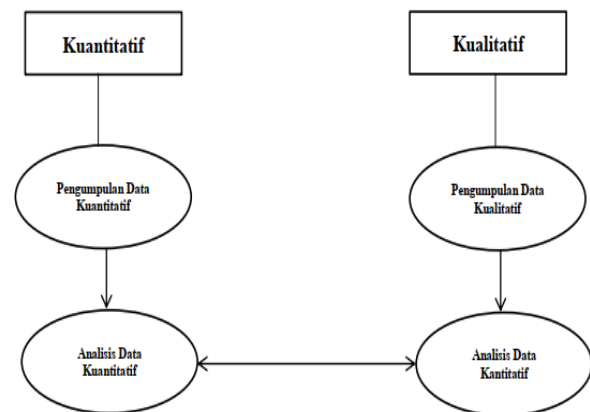 Kuantitatif
Kualitatif
Pengumpulan Data
Kuantitatif
Pengumpulan Data
Kualitatif
Analisis Data
Kuantitatif
Analisis Data
Kantitatif